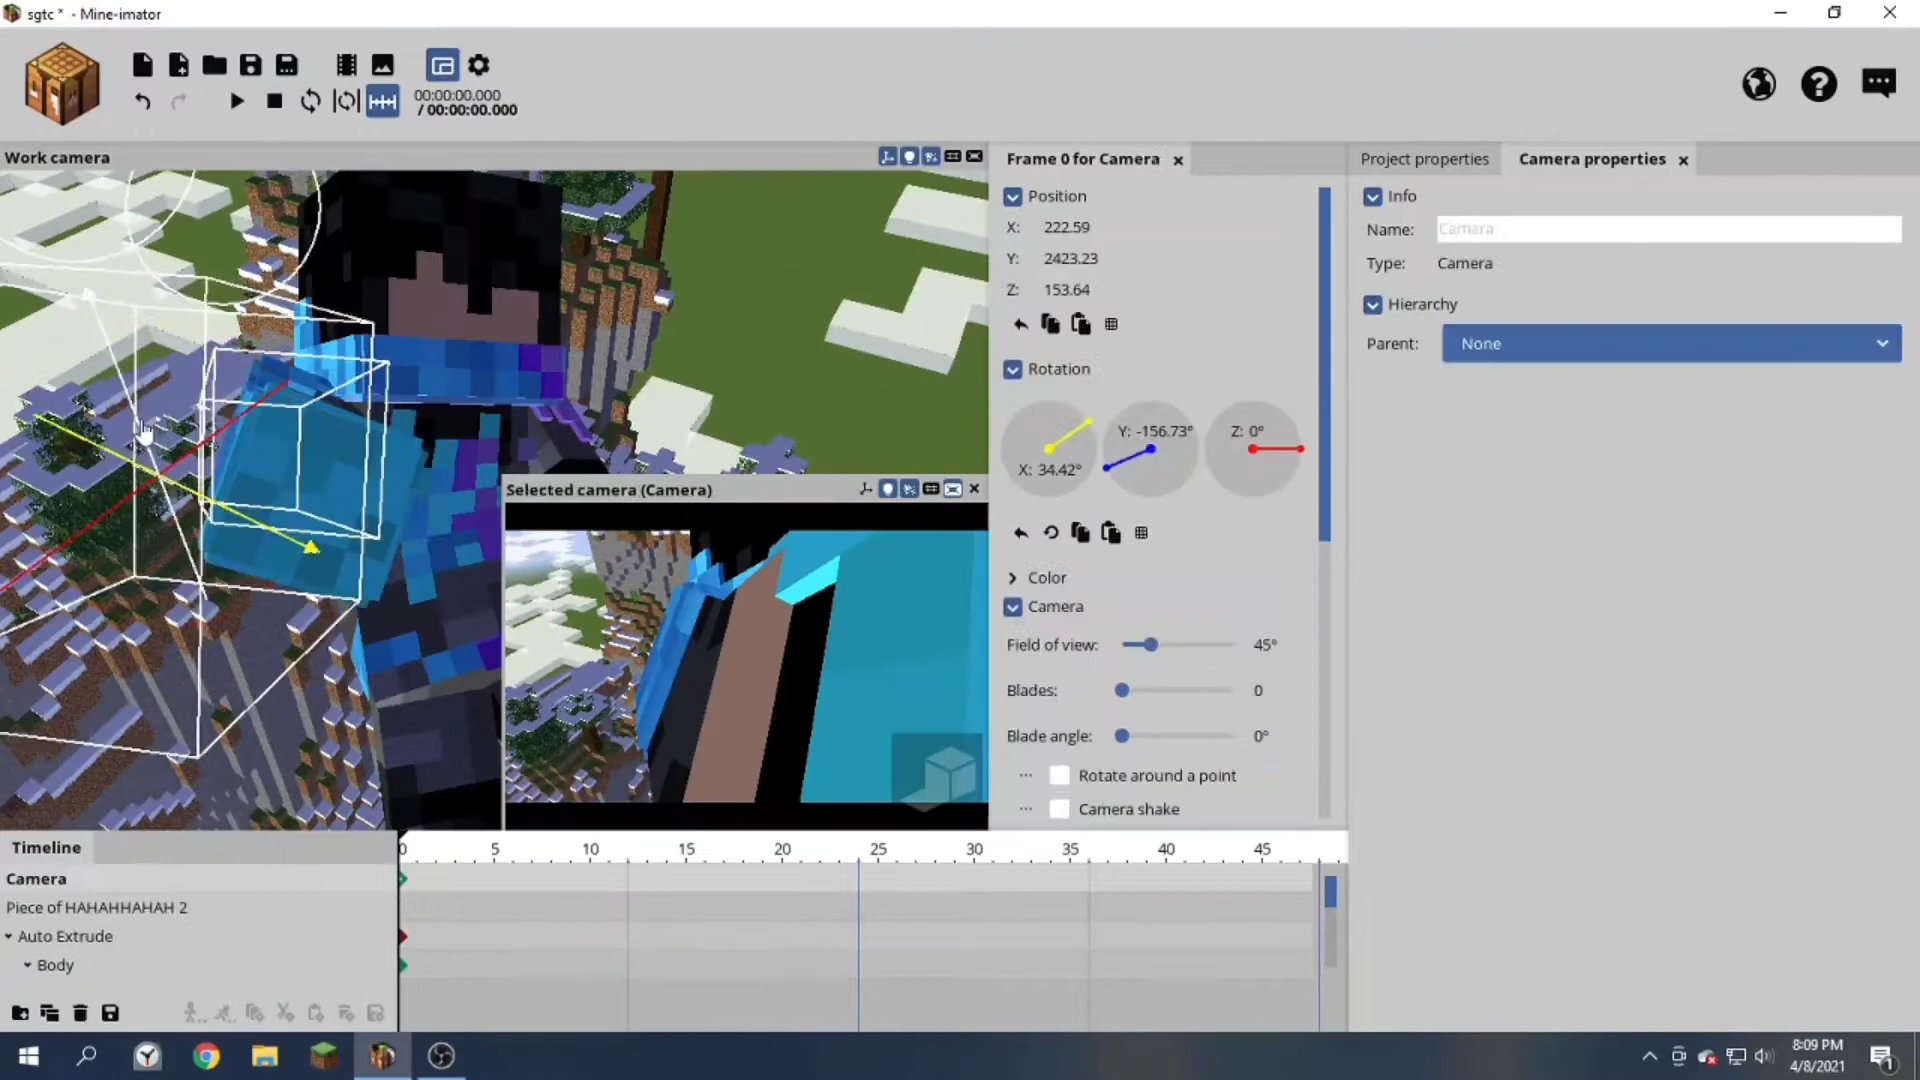 sgtc * - Mine-imator
00:00:00.000
/ 00:00:00.000
Work camera
Frame 0 for Camera
Position
X: 222.59
Y: 2423.23
Z: 153.64
Rotation
X: 34.42°
Y: -156.73°
Z: 0°
Color
Camera
Field of view: 45°
Blades: 0
Blade angle: 0°
Rotate around a point
Camera shake
Project properties
Camera properties
Info
Name: Camera
Type: Camera
Hierarchy
Parent: None
Selected camera (Camera)
Timeline
0 5 10 15 20 25 30 35 40 45
Camera
Piece of HAHAHHAHAH 2
Auto Extrude
Body
8:09 PM
4/8/2021
1